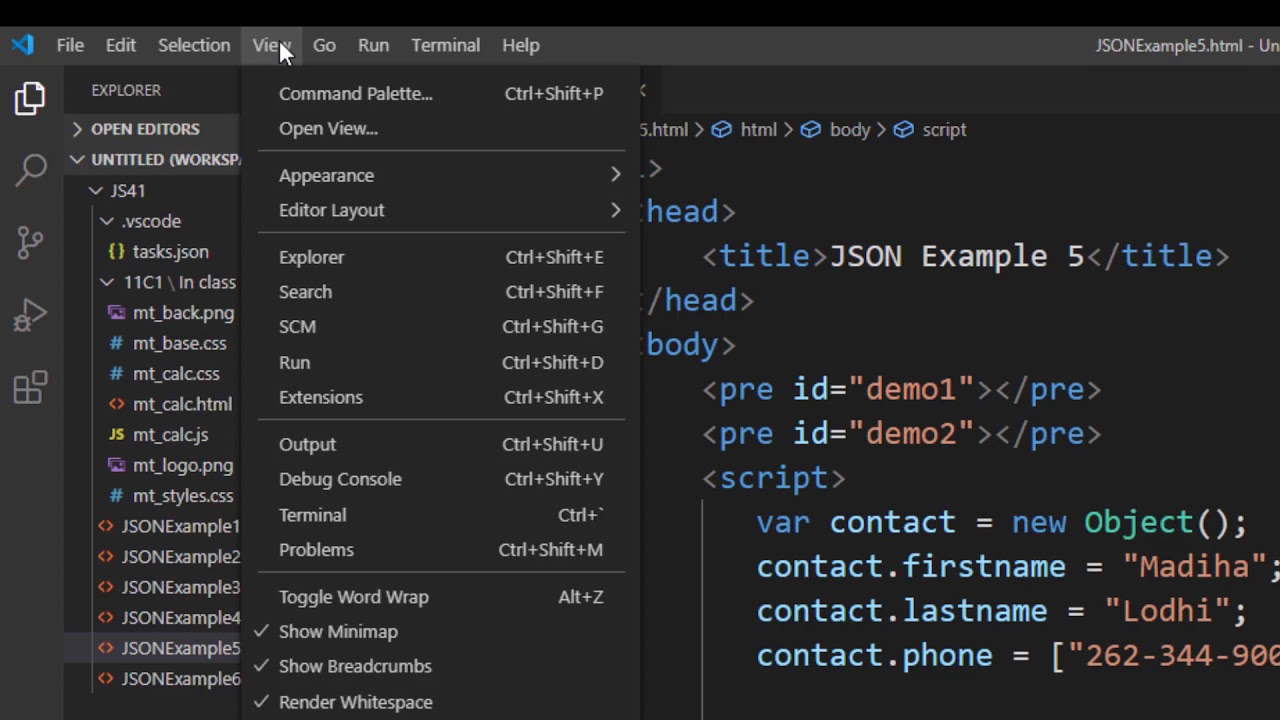 File Edit Selection View Go Run Terminal Help JSONExample5.html - Un
EXPLORER
OPEN EDITORS
UNTITLED (WORKSPA
JS41
.vscode
{} tasks.json
11C1 \ In class
mt_back.png
# mt_base.css
# mt_calc.css
<> mt_calc.html
JS mt_calc.js
mt_logo.png
# mt_styles.css
<> JSONExample1
<> JSONExample2
<> JSONExample3
<> JSONExample4
<> JSONExample5
<> JSONExample6
Command Palette... Ctrl+Shift+P
Open View...
Appearance
Editor Layout
Explorer Ctrl+Shift+E
Search Ctrl+Shift+F
SCM Ctrl+Shift+G
Run Ctrl+Shift+D
Extensions Ctrl+Shift+X
Output Ctrl+Shift+U
Debug Console Ctrl+Shift+Y
Terminal Ctrl+`
Problems Ctrl+Shift+M
Toggle Word Wrap Alt+Z
Show Minimap
Show Breadcrumbs
Render Whitespace
5.html > html > body > script
>
head>
<title>JSON Example 5</title>
/head>
body>
<pre id="demo1"></pre>
<pre id="demo2"></pre>
<script>
var contact = new Object();
contact.firstname = "Madiha";
contact.lastname = "Lodhi";
contact.phone = ["262-344-900